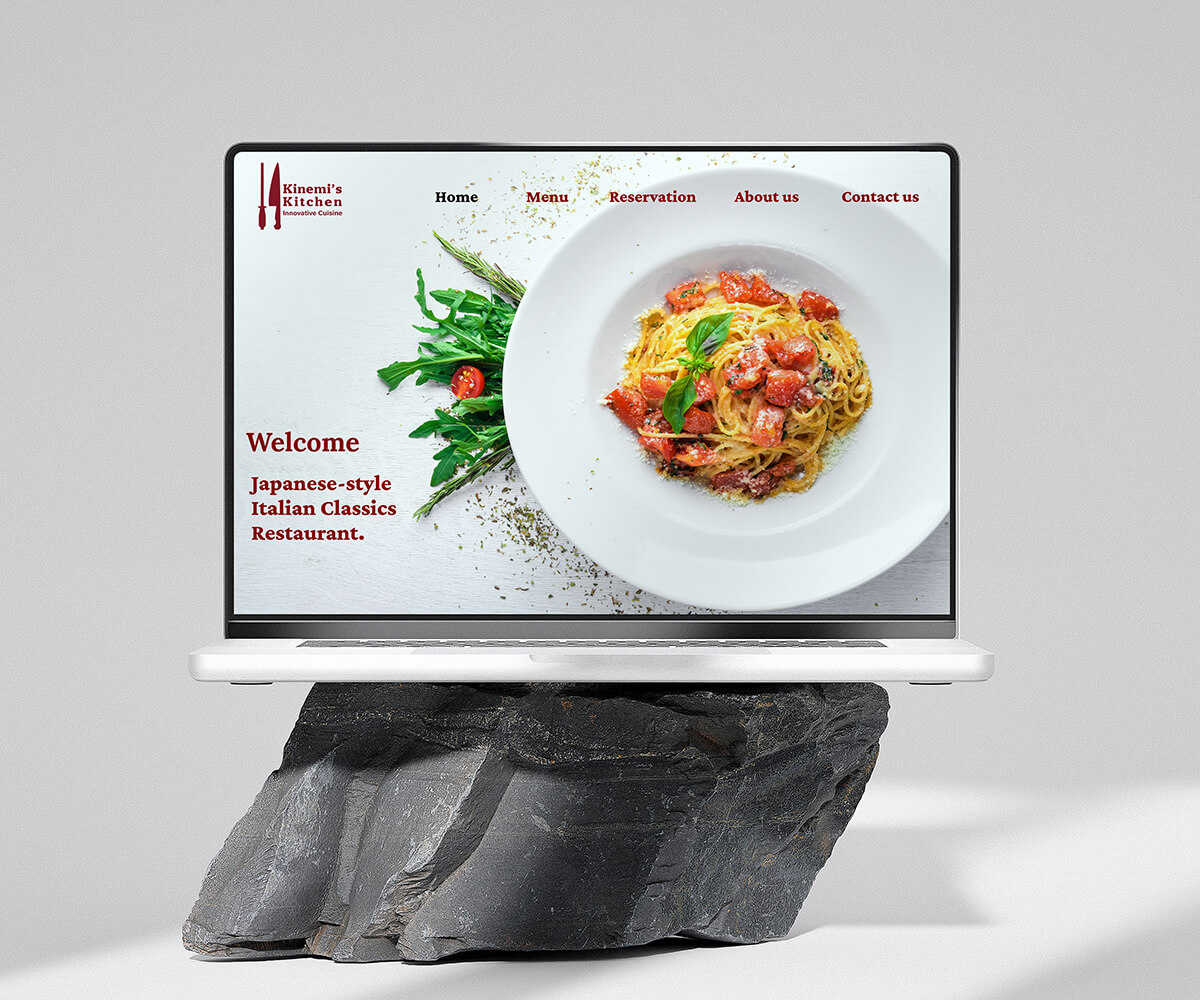 Kinemi's
Kitchen
Innovative Cuisine
Home Menu Reservation About us Contact us
Welcome
Japanese-style
Italian Classics
Restaurant.